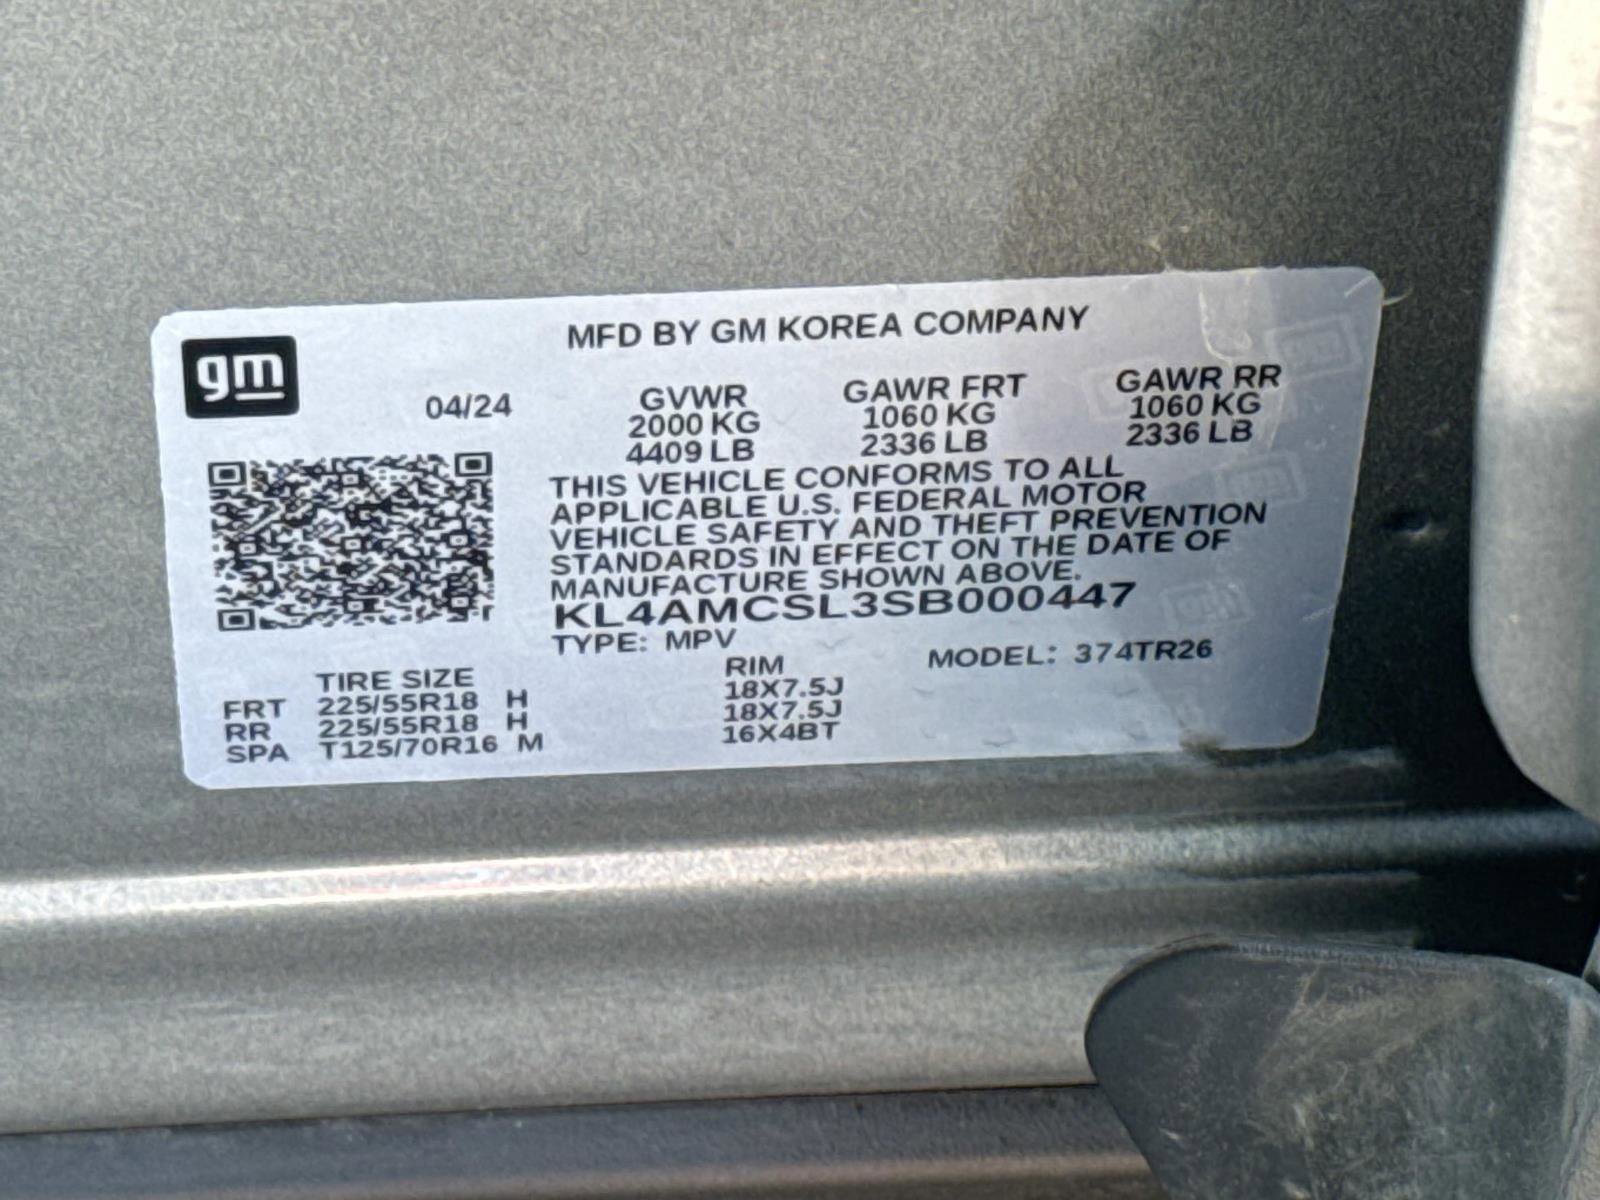 MFD BY GM KOREA COMPANY
gm
04/24
GVWR GAWR FRT GAWR RR
2000 KG 1060 KG 1060 KG
4409 LB 2336 LB 2336 LB
THIS VEHICLE CONFORMS TO ALL
APPLICABLE U.S. FEDERAL MOTOR
VEHICLE SAFETY AND THEFT PREVENTION
STANDARDS IN EFFECT ON THE DATE OF
MANUFACTURE SHOWN ABOVE.
KL4AMCSL3SB000447
TYPE: MPV
MODEL: 374TR26
TIRE SIZE RIM
FRT 225/55R18 H 18X7.5J
RR 225/55R18 H 18X7.5J
SPA T125/70R16 M 16X4BT